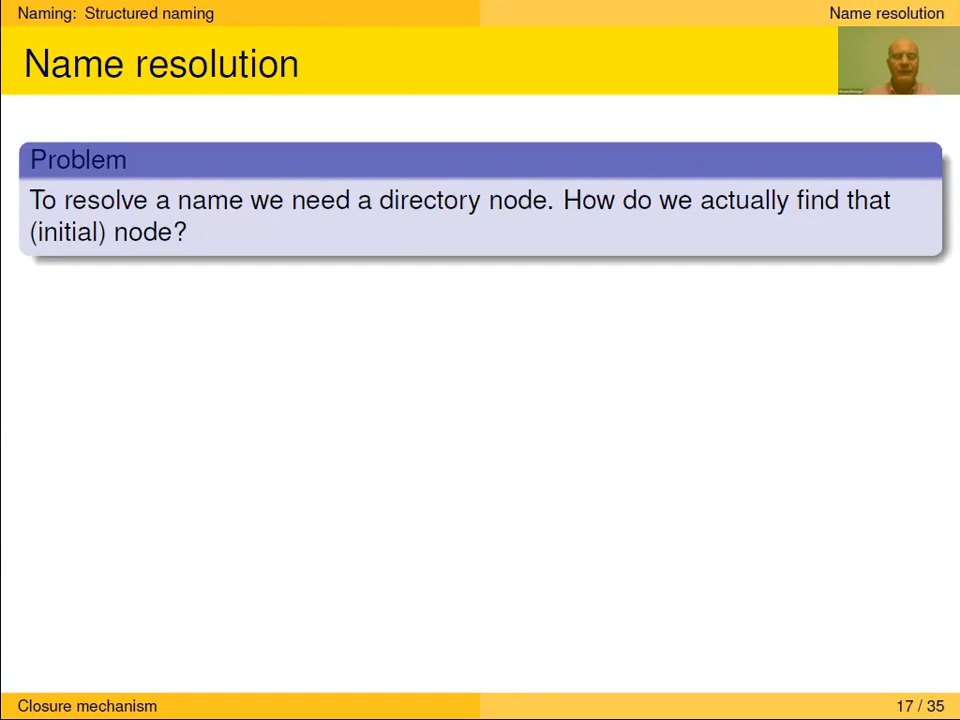 Naming: Structured naming
Name resolution
Name resolution
Problem
To resolve a name we need a directory node. How do we actually find that
(initial) node?
Closure mechanism
17 / 35